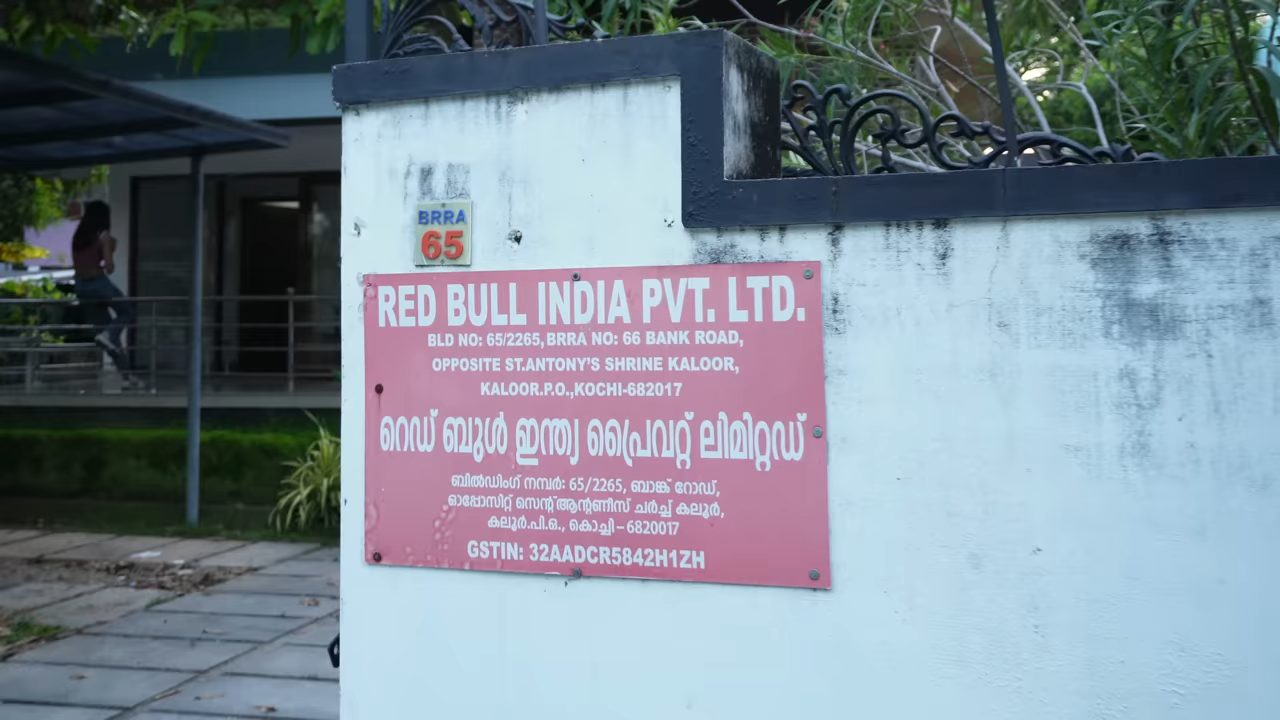 BRRA
65
RED BULL INDIA PVT. LTD.
BLD NO: 65/2265, BRRA NO: 66 BANK ROAD,
OPPOSITE ST.ANTONY'S SHRINE KALOOR,
KALOOR.P.O.,KOCHI-682017
റെഡ് ബുൾ ഇന്ത്യ പ്രൈവറ്റ് ലിമിറ്റഡ്
ബിൽഡിംഗ് നമ്പർ: 65/2265, ബാങ്ക് റോഡ്,
ഓപ്പോസിറ്റ് സെന്റ്ആന്റണീസ് ചർച്ച് കലൂർ,
കലൂർ.പി.ഒ., കൊച്ചി – 6820017
GSTIN: 32AADCR5842H1ZH